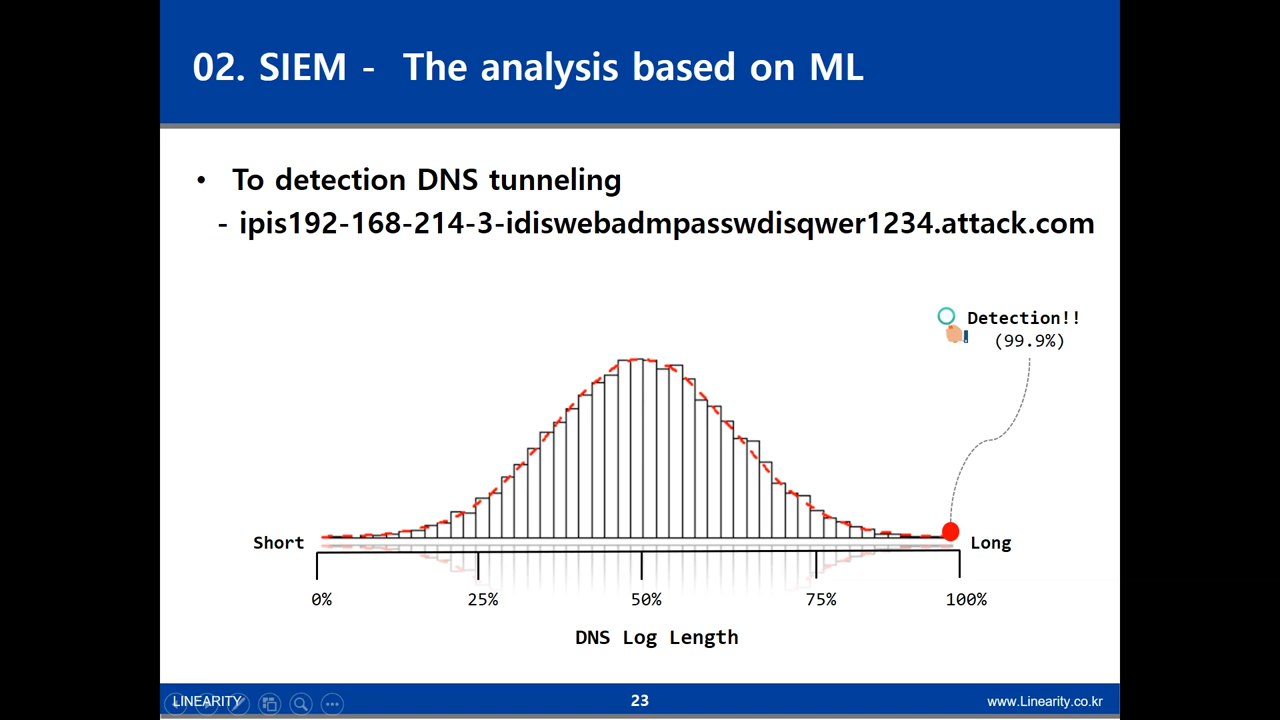 02. SIEM - The analysis based on ML
• To detection DNS tunneling
- ipis192-168-214-3-idiswebadmpasswdisqwer1234.attack.com
Detection!!
(99.9%)
Short
Long
0%
25%
50%
75%
100%
DNS Log Length
LINEARITY
23
www.Linearity.co.kr